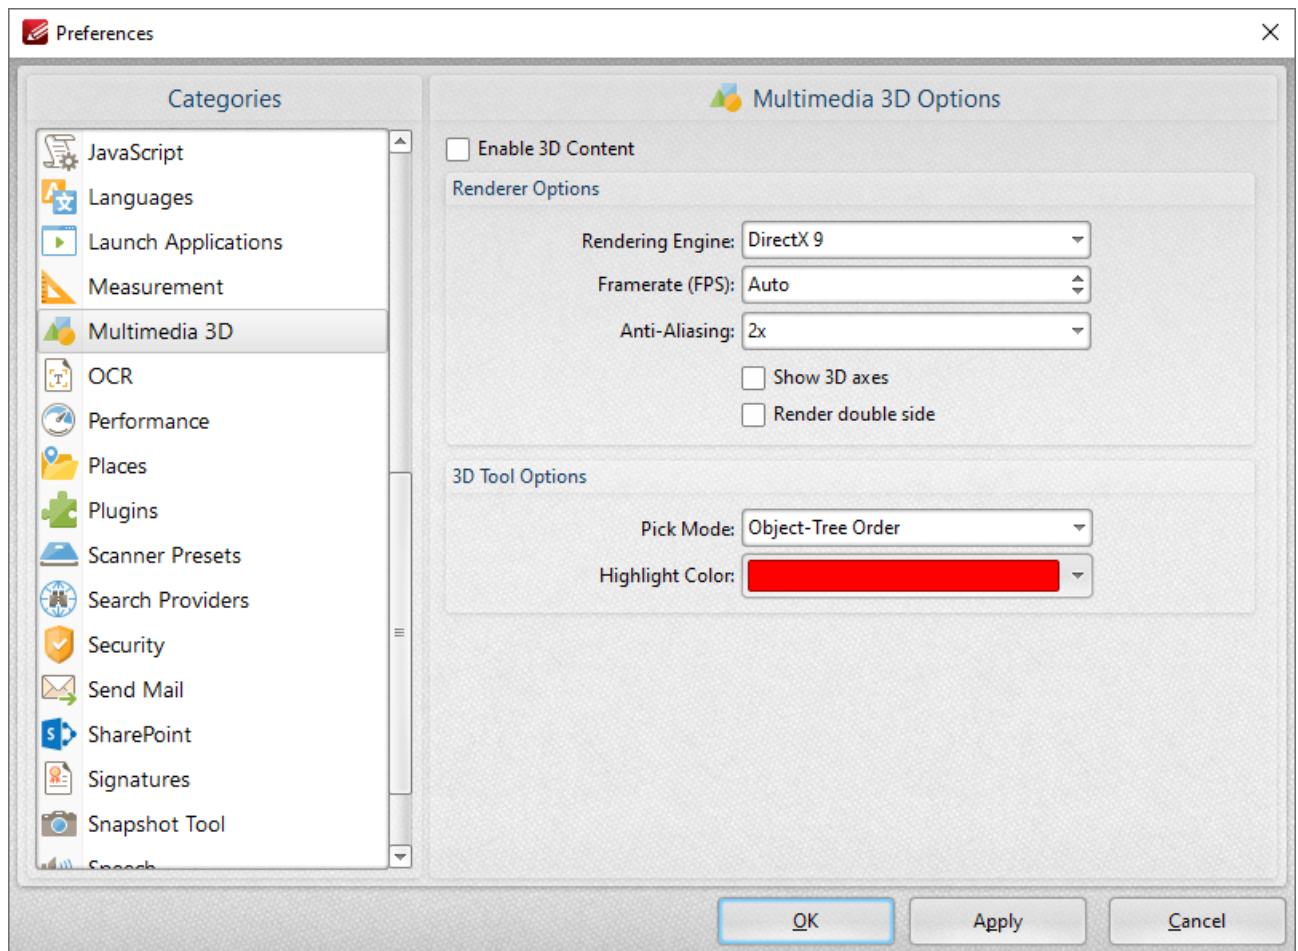 Preferences
Categories
JavaScript
Languages
Launch Applications
Measurement
Multimedia 3D
OCR
Performance
Places
Plugins
Scanner Presets
Search Providers
Security
Send Mail
SharePoint
Signatures
Snapshot Tool
Speech
Multimedia 3D Options
Enable 3D Content
Renderer Options
Rendering Engine: DirectX 9
Framerate (FPS): Auto
Anti-Aliasing: 2x
Show 3D axes
Render double side
3D Tool Options
Pick Mode: Object-Tree Order
Highlight Color:
OK Apply Cancel